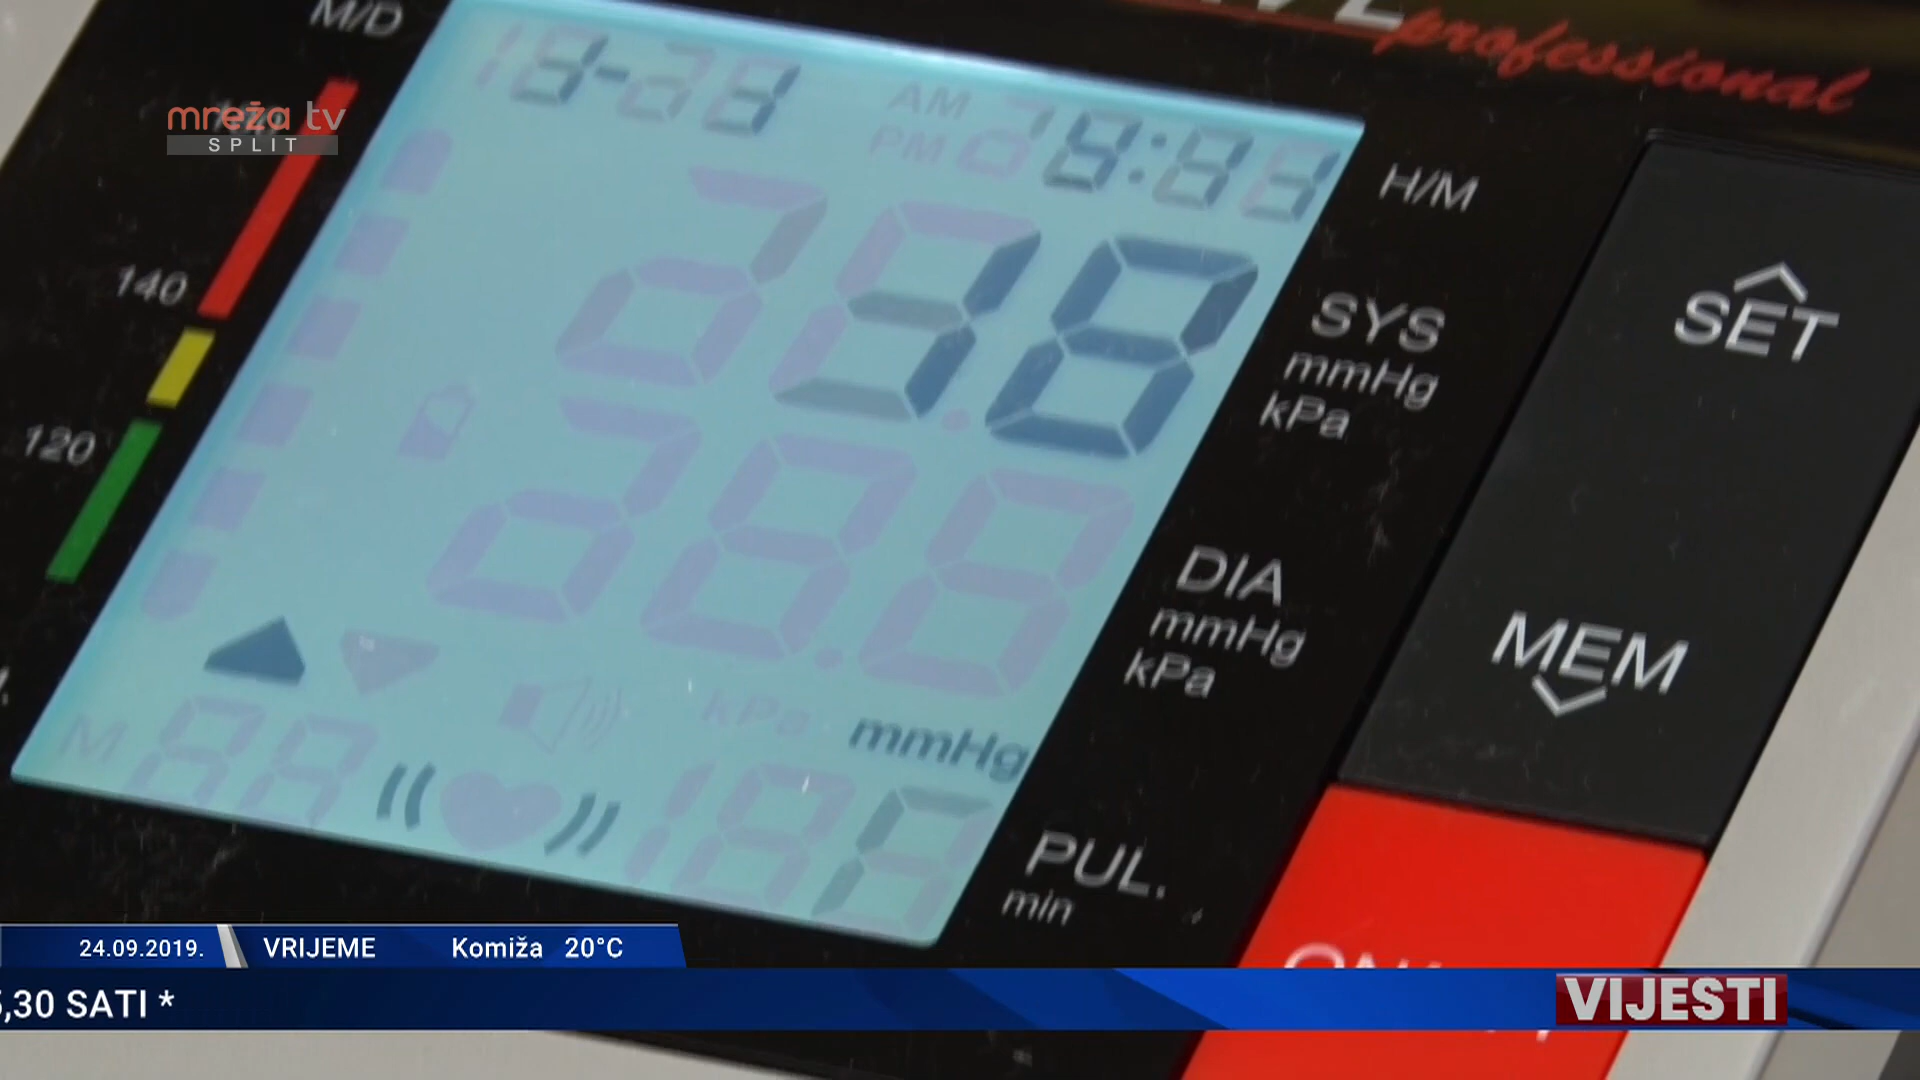 M/D
professional
mreža tv
SPLIT
AM
PM
H/M
140
SYS
mmHg
kPa
SET
120
DIA
mmHg
kPa
MEM
kPa
mmHg
M
PUL.
min
24.09.2019.
VRIJEME
Komiža 20°C
,30 SATI *
VIJESTI